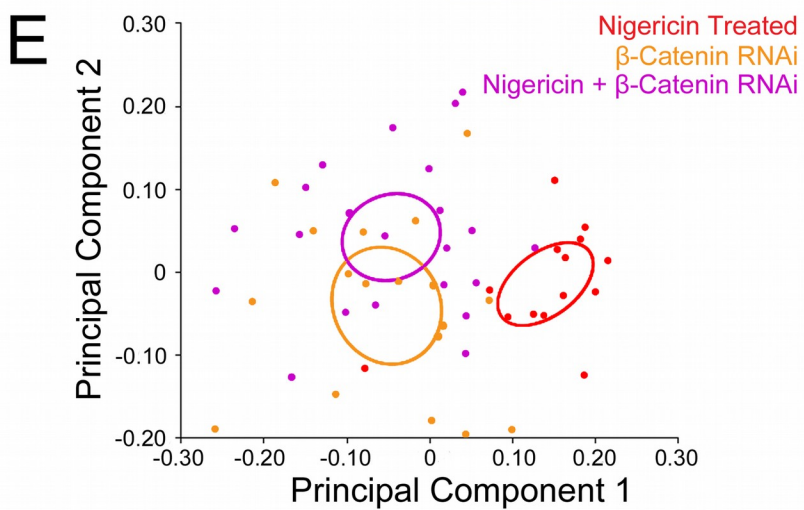 E
Nigericin Treated
β-Catenin RNAi
Nigericin + β-Catenin RNAi
Principal Component 2
0.30
0.20
0.10
0
-0.10
-0.20
-0.30 -0.20 -0.10 0 0.10 0.20 0.30
Principal Component 1